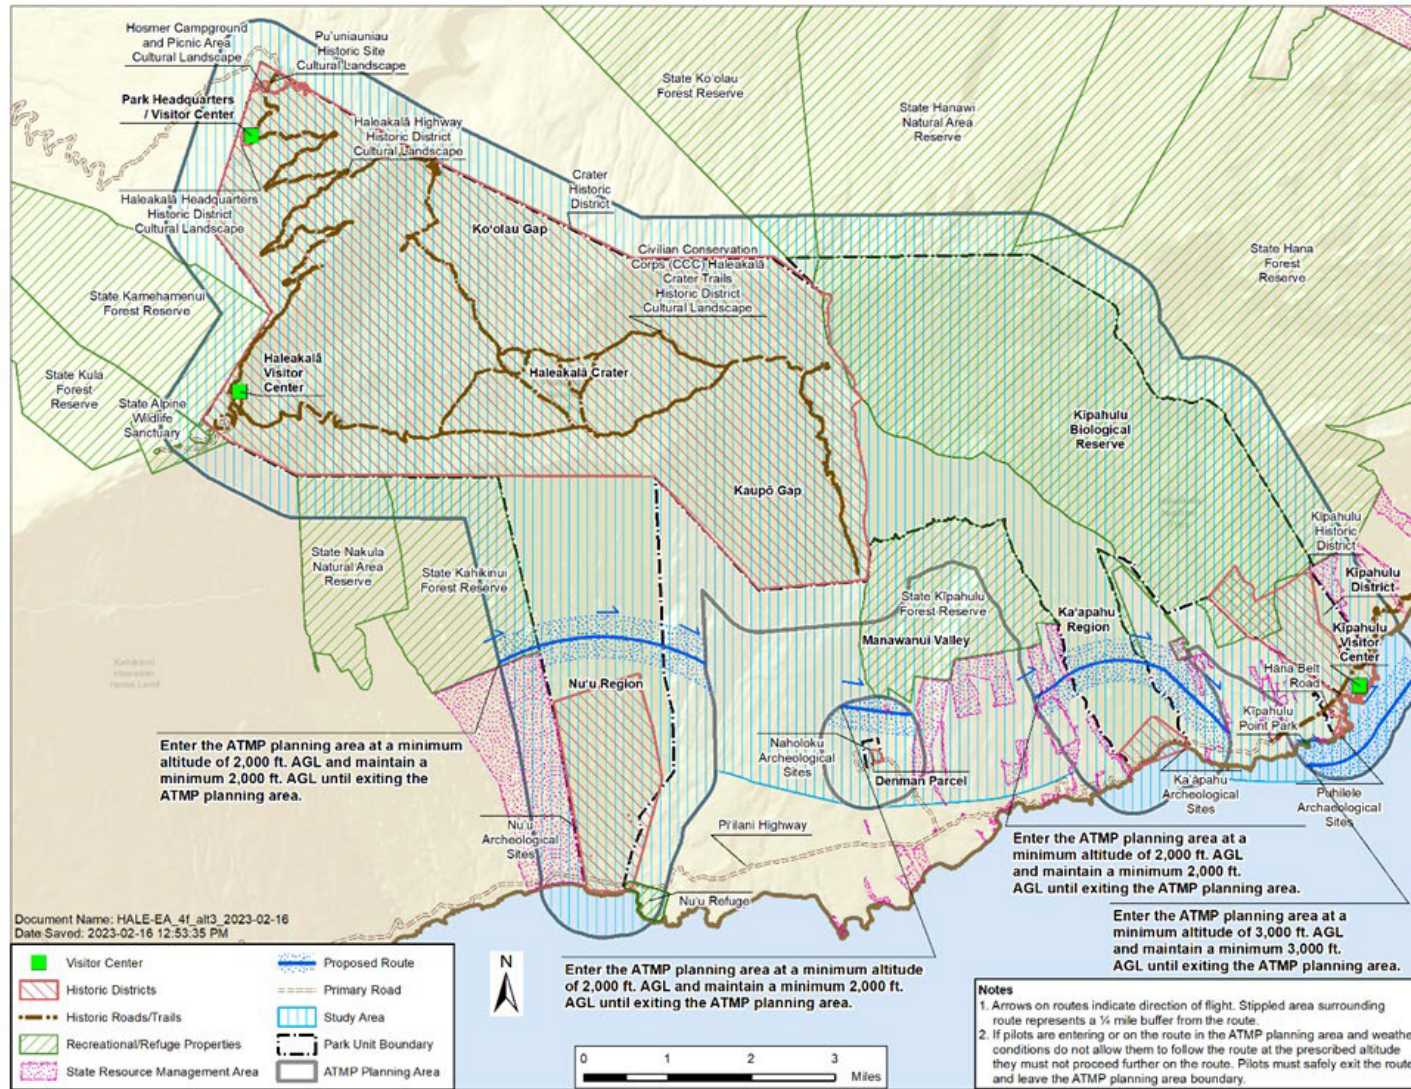 Hosmer Campground
and Picnic Area
Cultural Landscape
Pu'uniauniau
Historic Site
Cultural Landscape
Park Headquarters
/ Visitor Center
Haleakalā Highway
Historic District
Cultural Landscape
Haleakalā Headquarters
Historic District
Cultural Landscape
State Ko'olau
Forest Reserve
State Hanawi
Natural Area
Reserve
Crater
Historic
District
Ko'olau Gap
Civilian Conservation
Corps (CCC) Haleakalā
Crater Trails
Historic District
Cultural Landscape
State Hana
Forest
Reserve
State Kamehamenui
Forest Reserve
Haleakalā
Visitor
Center
State Kula
Forest
Reserve
State Alpine
Wildlife
Sanctuary
Haleakalā Crater
Kīpahulu
Biological
Reserve
Kaupō Gap
State Nakula
Natural Area
Reserve
State Kahikinui
Forest Reserve
State Kīpahulu
Forest Reserve
Manawainui Valley
Ka'apahu
Region
Kīpahulu
Historic
District
Kīpahulu
District
Kīpahulu
Visitor
Center
Hāna Belt
Road
Kīpahulu
Point Park
Nu'u Region
Naholoku
Archeological
Sites
Denman Parcel
Ka'āpahu
Archeological
Sites
Puhilele
Archaeological
Sites
Enter the ATMP planning area at a minimum
altitude of 2,000 ft. AGL and maintain a
minimum 2,000 ft. AGL until exiting the
ATMP planning area.
Nu'u
Archeological
Sites
Pi'ilani Highway
Nu'u Refuge
Enter the ATMP planning area at a
minimum altitude of 2,000 ft. AGL
and maintain a minimum 2,000 ft.
AGL until exiting the ATMP planning area.
Enter the ATMP planning area at a
minimum altitude of 3,000 ft. AGL
and maintain a minimum 3,000 ft.
AGL until exiting the ATMP planning area.
Enter the ATMP planning area at a minimum altitude
of 2,000 ft. AGL and maintain a minimum 2,000 ft.
AGL until exiting the ATMP planning area.
Document Name: HALE-EA_4f_alt3_2023-02-16
Date Saved: 2023-02-16 12:53:35 PM
Visitor Center
Historic Districts
Historic Roads/Trails
Recreational/Refuge Properties
State Resource Management Area
Proposed Route
Primary Road
Study Area
Park Unit Boundary
ATMP Planning Area
N
0 1 2 3
Miles
Notes
1. Arrows on routes indicate direction of flight. Stippled area surrounding
route represents a ¼ mile buffer from the route.
2. If pilots are entering or on the route in the ATMP planning area and weathe
conditions do not allow them to follow the route at the prescribed altitude
they must not proceed further on the route. Pilots must safely exit the route
and leave the ATMP planning area boundary.